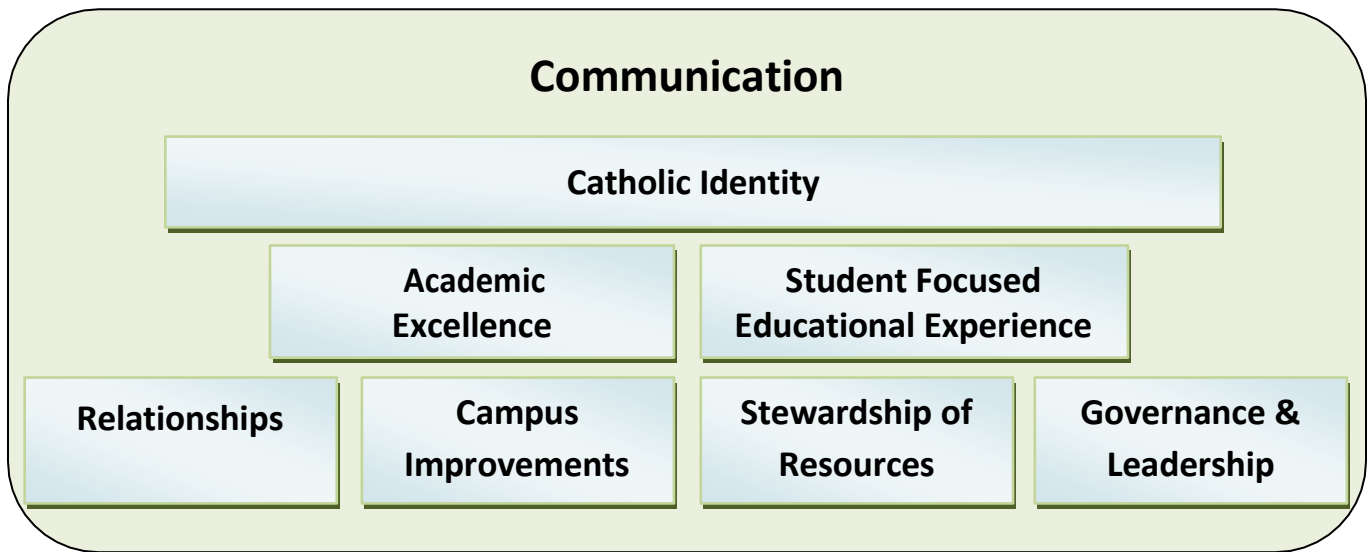 Communication
Catholic Identity
Academic
Excellence
Student Focused
Educational Experience
Relationships
Campus
Improvements
Stewardship of
Resources
Governance &
Leadership